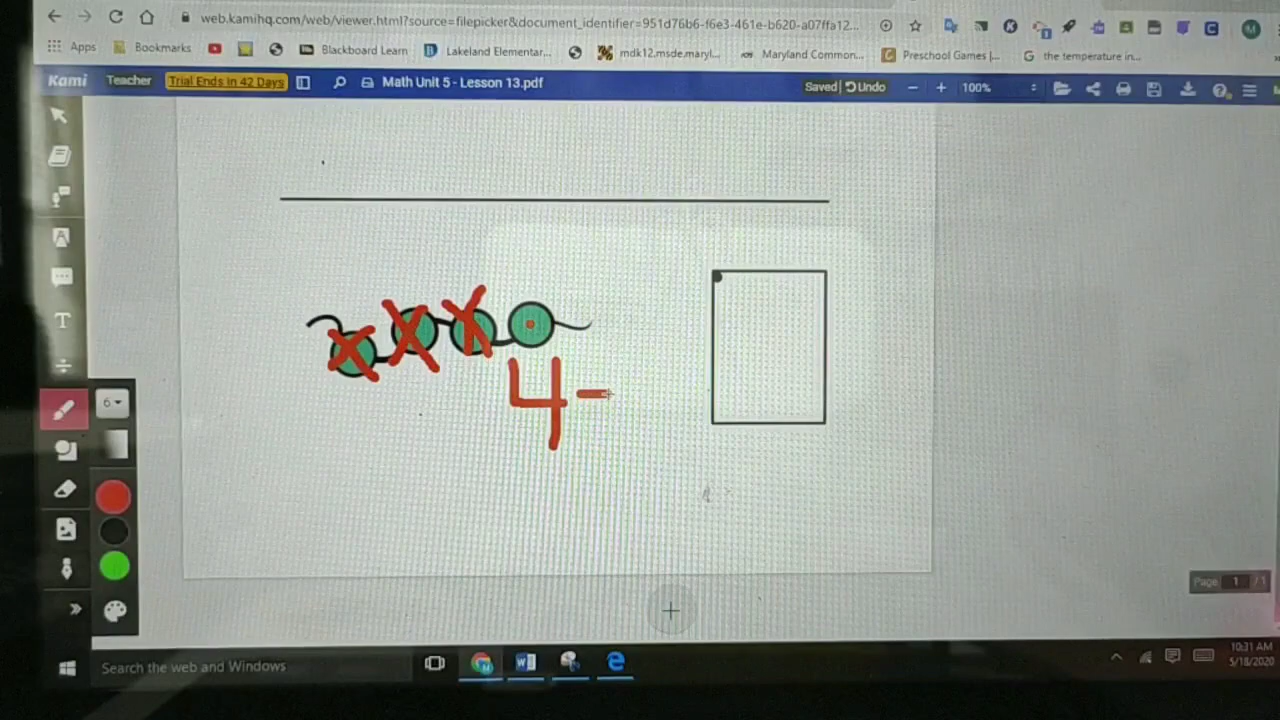 web.kamihq.com/web/viewer.html?source=filepicker&document_identifier=951d76b6-f6e3-461e-b620-a07ffa12...
Apps Bookmarks Blackboard Learn Lakeland Elementar... mdk12.msde.maryl... Maryland Common... Preschool Games |... the temperature in...
Kami Teacher Trial Ends In 42 Days Math Unit 5 - Lesson 13.pdf Saved | Undo 100%
4 -
6
Page 1 / 1
Search the web and Windows
10:31 AM
5/18/2020